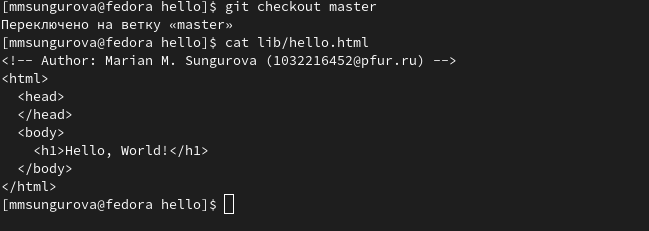 [mmsungurova@fedora hello]$ git checkout master
Переключено на ветку «master»
[mmsungurova@fedora hello]$ cat lib/hello.html
<!-- Author: Marian M. Sungurova (1032216452@pfur.ru) -->
<html>
  <head>
  </head>
  <body>
    <h1>Hello, World!</h1>
  </body>
</html>
[mmsungurova@fedora hello]$